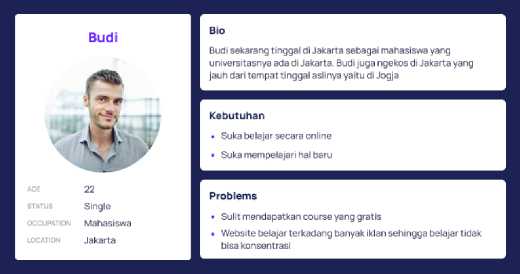 Budi
AGE 22
STATUS Single
OCCUPATION Mahasiswa
LOCATION Jakarta
Bio
Budi sekarang tinggal di Jakarta sebagai mahasiswa yang
universitasnya ada di Jakarta. Budi juga ngekos di Jakarta yang
jauh dari tempat tinggal aslinya yaitu di Jogja
Kebutuhan
• Suka belajar secara online
• Suka mempelajari hal baru
Problems
• Sulit mendapatkan course yang gratis
• Website belajar terkadang banyak iklan sehingga belajar tidak
bisa konsentrasi